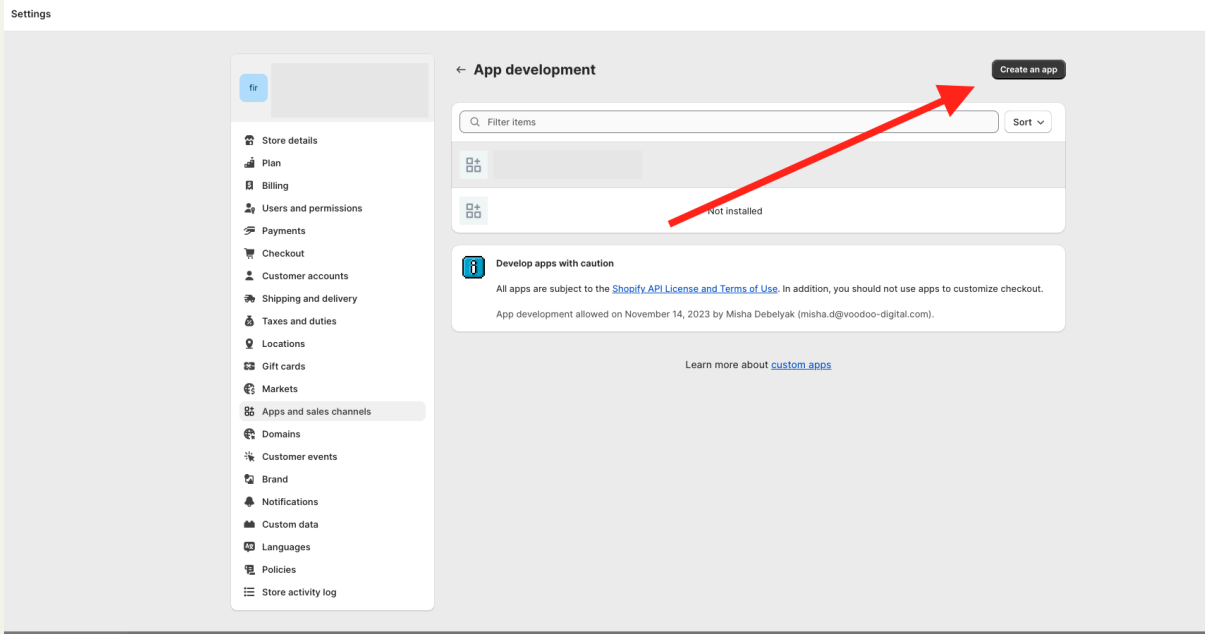 Settings
fir
Store details
Plan
Billing
Users and permissions
Payments
Checkout
Customer accounts
Shipping and delivery
Taxes and duties
Locations
Gift cards
Markets
Apps and sales channels
Domains
Customer events
Brand
Notifications
Custom data
Languages
Policies
Store activity log
← App development
Create an app
Filter items
Sort
Not installed
Develop apps with caution
All apps are subject to the Shopify API License and Terms of Use. In addition, you should not use apps to customize checkout.
App development allowed on November 14, 2023 by Misha Debelyak (misha.d@voodoo-digital.com).
Learn more about custom apps